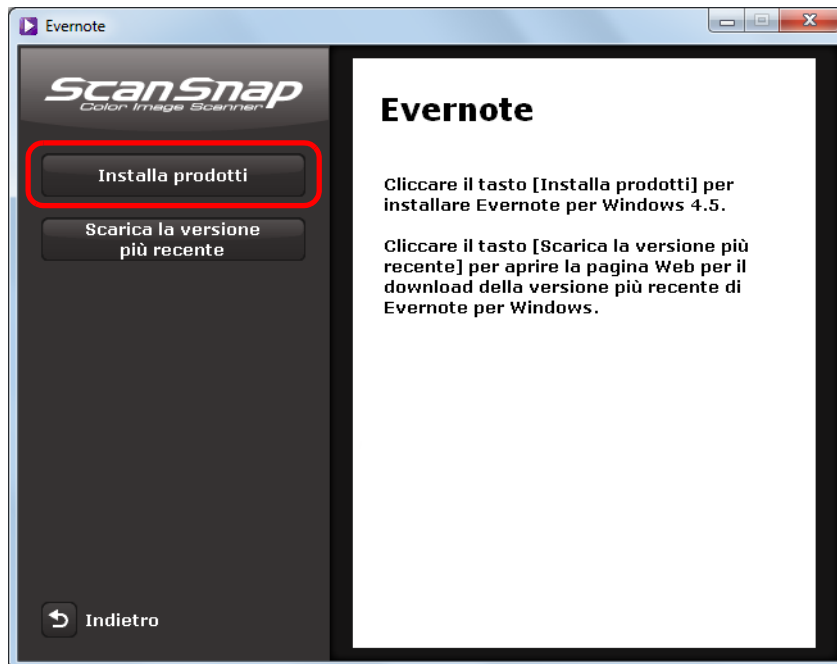 Evernote
ScanSnap
Color Image Scanner
Installa prodotti
Scarica la versione
più recente
Indietro
Evernote
Cliccare il tasto [Installa prodotti] per
installare Evernote per Windows 4.5.
Cliccare il tasto [Scarica la versione più
recente] per aprire la pagina Web per il
download della versione più recente di
Evernote per Windows.